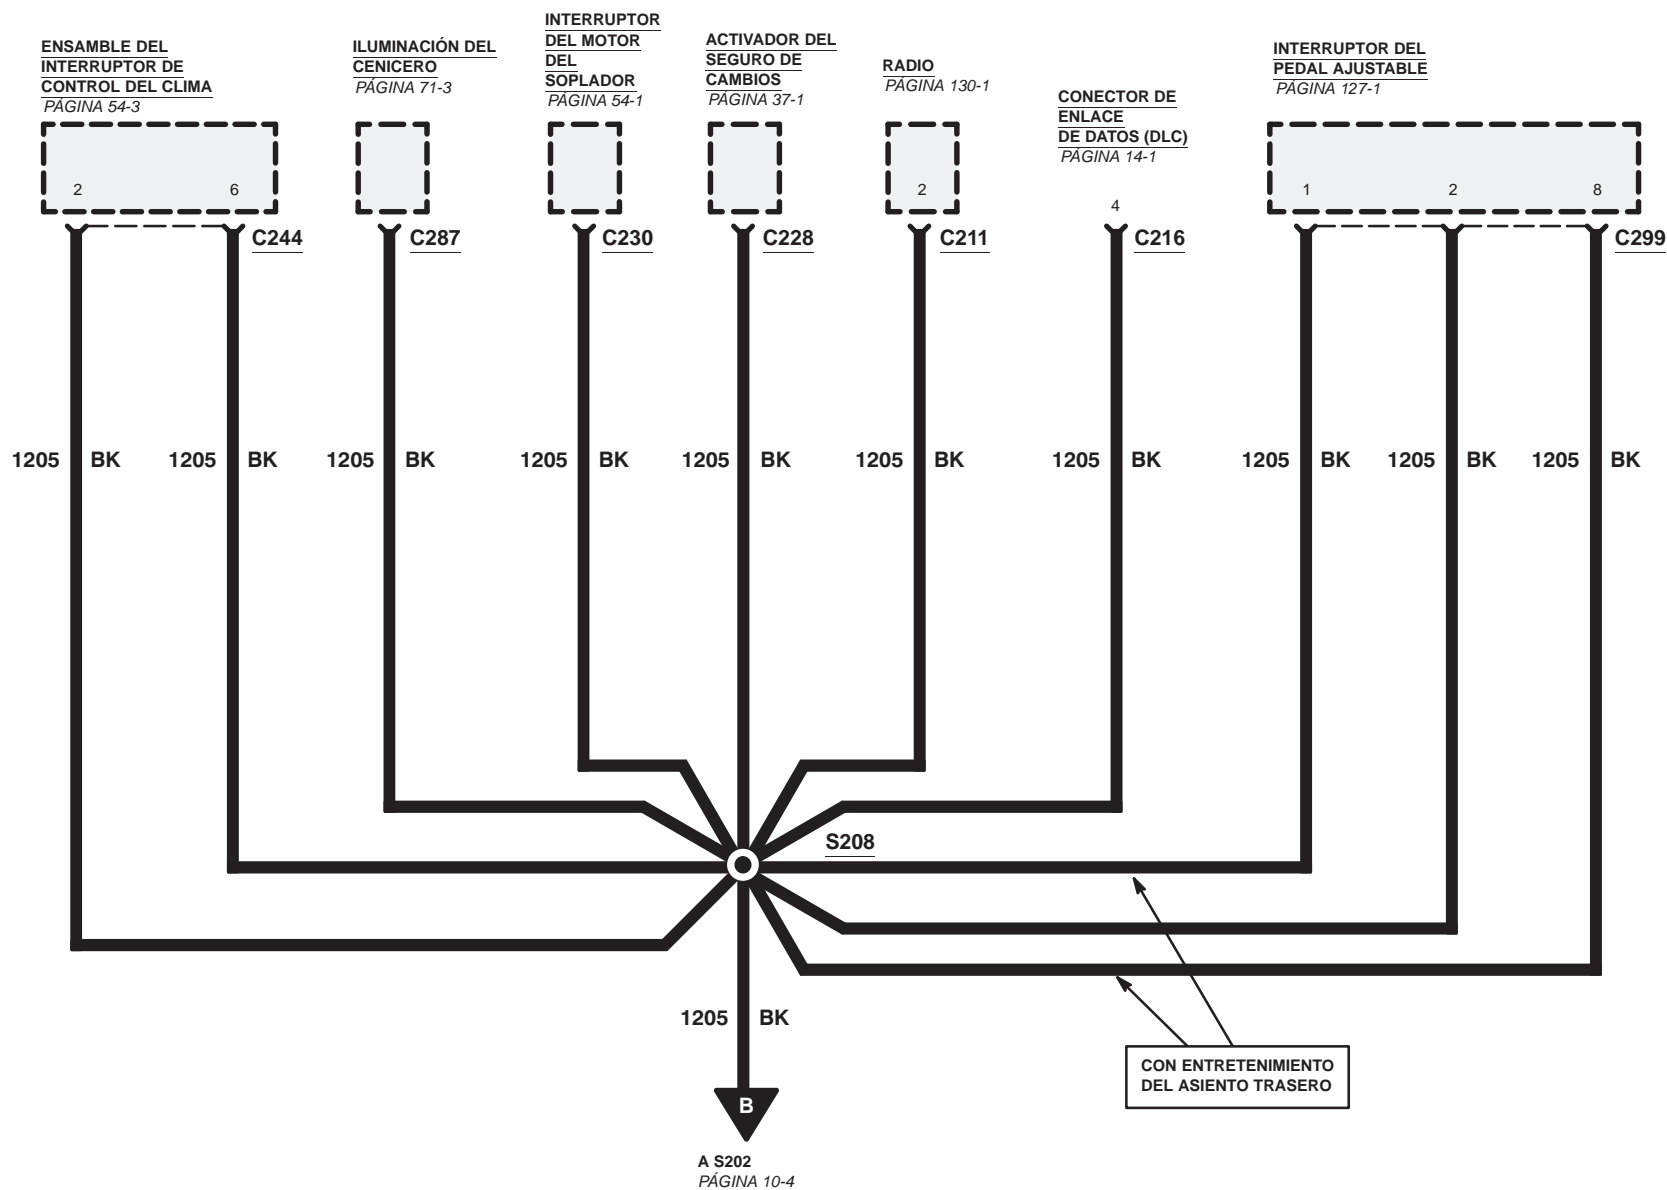 ENSAMBLE DEL
INTERRUPTOR DE
CONTROL DEL CLIMA
PÁGINA 54-3
ILUMINACIÓN DEL
CENICERO
PÁGINA 71-3
INTERRUPTOR
DEL MOTOR
DEL
SOPLADOR
PÁGINA 54-1
ACTIVADOR DEL
SEGURO DE
CAMBIOS
PÁGINA 37-1
RADIO
PÁGINA 130-1
CONECTOR DE
ENLACE
DE DATOS (DLC)
PÁGINA 14-1
INTERRUPTOR DEL
PEDAL AJUSTABLE
PÁGINA 127-1
2 6 2 4 1 2 8
C244 C287 C230 C228 C211 C216 C299
1205 BK 1205 BK 1205 BK 1205 BK 1205 BK 1205 BK 1205 BK 1205 BK 1205 BK 1205 BK
S208
1205 BK
CON ENTRETENIMIENTO
DEL ASIENTO TRASERO
B
A S202
PÁGINA 10-4